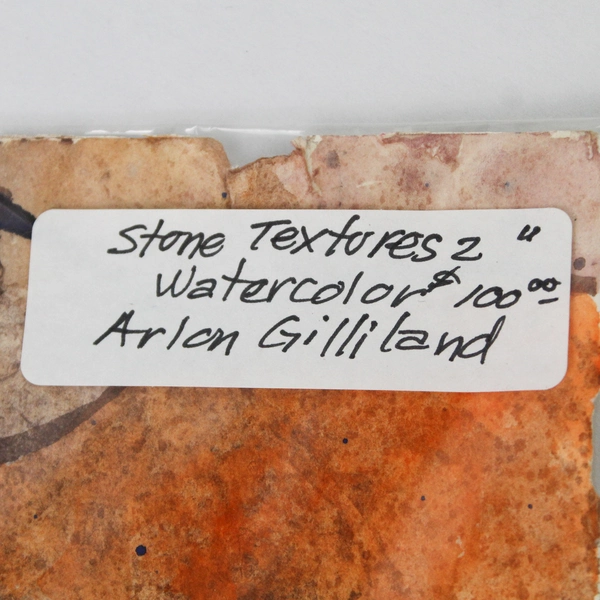 Stone Textures 2 "
Watercolor $ 100.00
Arlon Gilliland